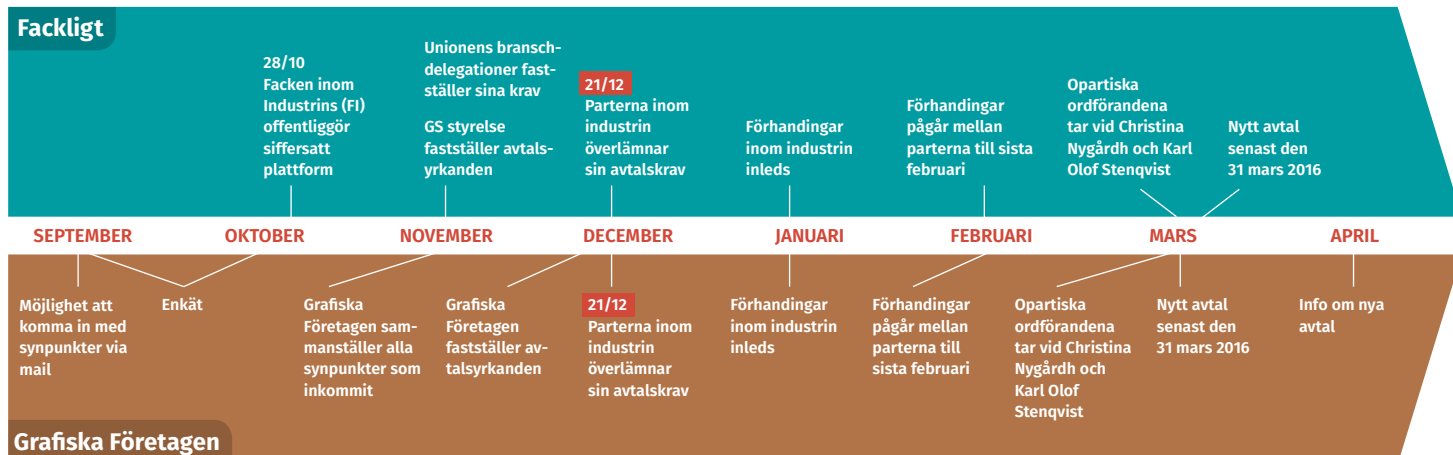 Fackligt
28/10
Facken inom
Industrins (FI)
offentliggör
siffersatt
plattform
Unionens bransch-
delegationer fast-
ställer sina krav
GS styrelse
fastställer avtals-
yrkanden
21/12
Parterna inom
industrin
överlämnar
sin avtalskrav
Förhandingar
inom industrin
inleds
Förhandingar
pågår mellan
parterna till sista
februari
Opartiska
ordförandena
tar vid Christina
Nygårdh och Karl
Olof Stenqvist
Nytt avtal
senast den
31 mars 2016
SEPTEMBER OKTOBER NOVEMBER DECEMBER JANUARI FEBRUARI MARS APRIL
Möjlighet att
komma in med
synpunkter via
mail
Enkät
Grafiska
Företagen sam-
manställer alla
synpunkter som
inkommit
Grafiska
Företagen
fastställer av-
talsyrkanden
21/12
Parterna inom
industrin
överlämnar
sin avtalskrav
Förhandingar
inom industrin
inleds
Förhandingar
pågår mellan
parterna till
sista februari
Opartiska
ordförandena
tar vid Christina
Nygårdh och
Karl Olof
Stenqvist
Nytt avtal
senast den
31 mars 2016
Info om nya
avtal
Grafiska Företagen